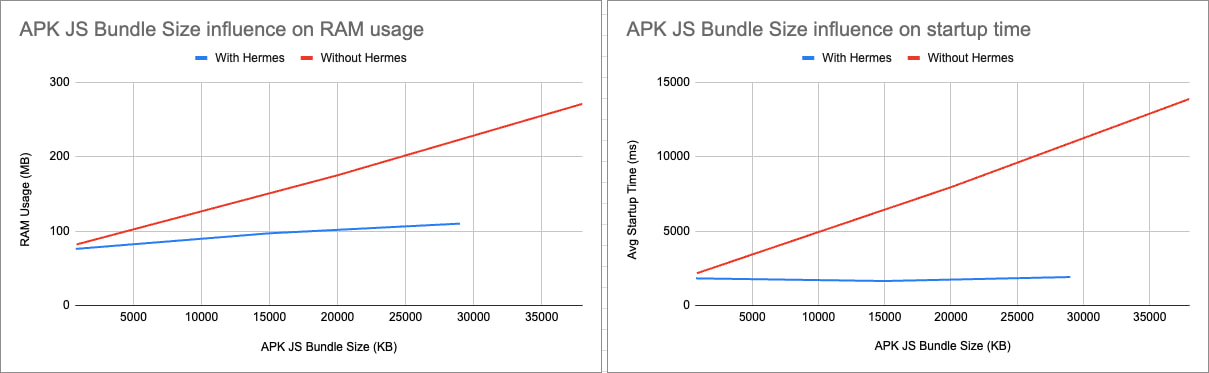 APK JS Bundle Size influence on RAM usage
With Hermes Without Hermes
RAM Usage (MB)
300
200
100
0
5000 10000 15000 20000 25000 30000 35000
APK JS Bundle Size (KB)
APK JS Bundle Size influence on startup time
With Hermes Without Hermes
Avg Startup Time (ms)
15000
10000
5000
0
5000 10000 15000 20000 25000 30000 35000
APK JS Bundle Size (KB)